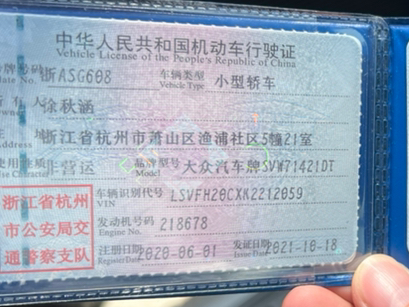 中华人民共和国机动车行驶证
Vehicle License of the People's Republic of China
号牌号码 浙ASG608 车辆类型 小型轿车
Plate No. Vehicle Type
所有人 徐秋涵
住址 浙江省杭州市萧山区渔浦社区5幢21室
Address
使用性质 非营运 品牌型号 大众汽车牌SVW71421DT
Model
浙江省杭州
市公安局交
通警察支队
车辆识别代号 LSVFH20CXK2212059
VIN
发动机号码 218678
Engine No.
注册日期 2020-06-01 发证日期 2021-10-18
Register Date Issue Date